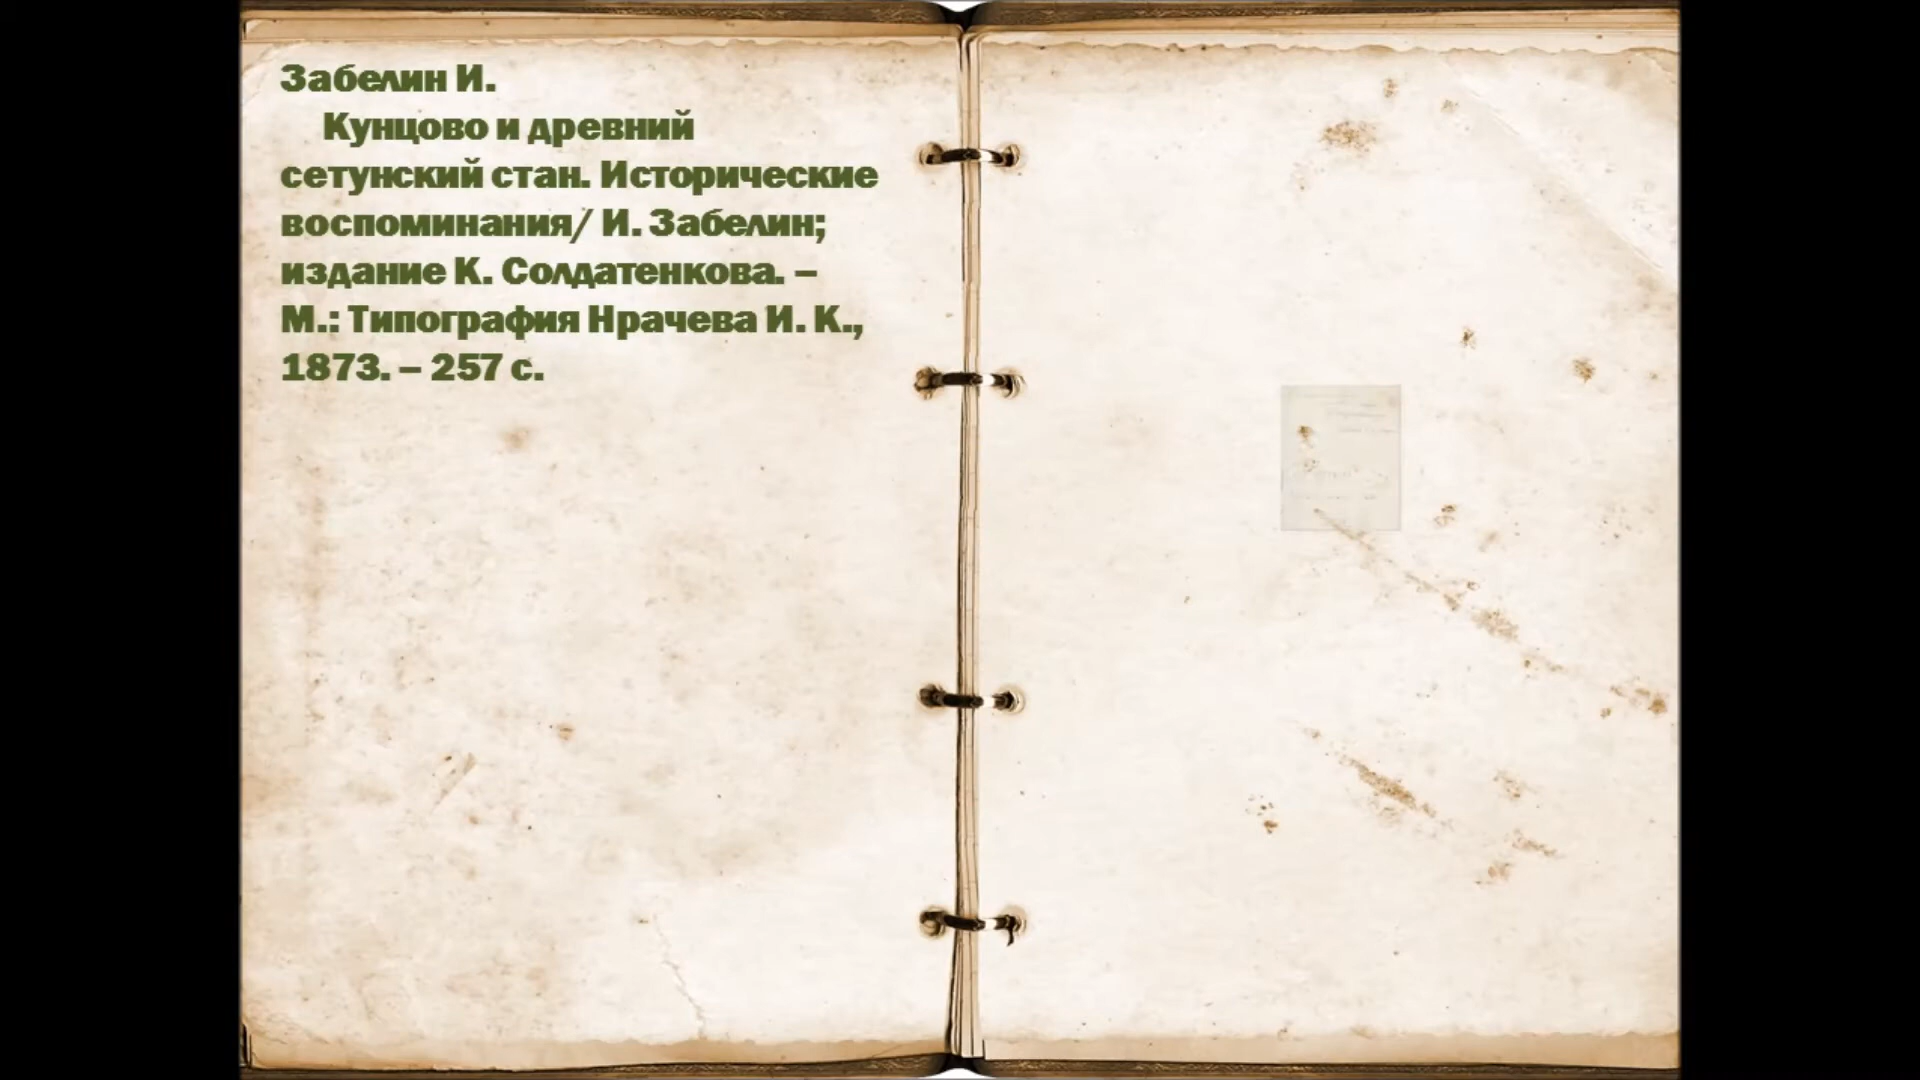 Забелин И.
Кунцово и древний
сетунский стан. Исторические
воспоминания/ И. Забелин;
издание К. Солдатенкова. –
М.: Типография Нрачева И. К.,
1873. – 257 с.